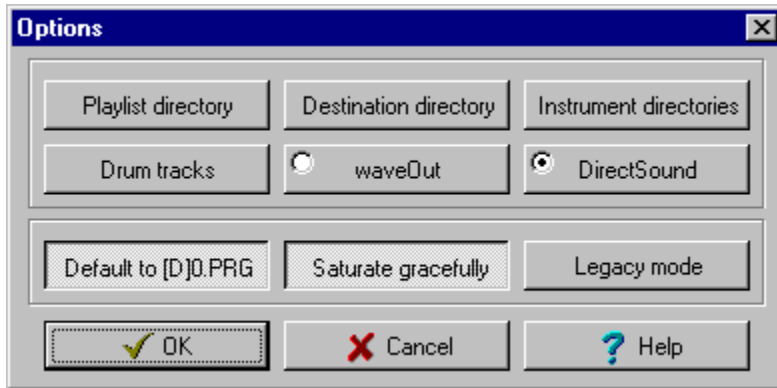 Options
Playlist directory
Destination directory
Instrument directories
Drum tracks
waveOut
DirectSound
Default to [D]0.PRG
Saturate gracefully
Legacy mode
OK
Cancel
Help